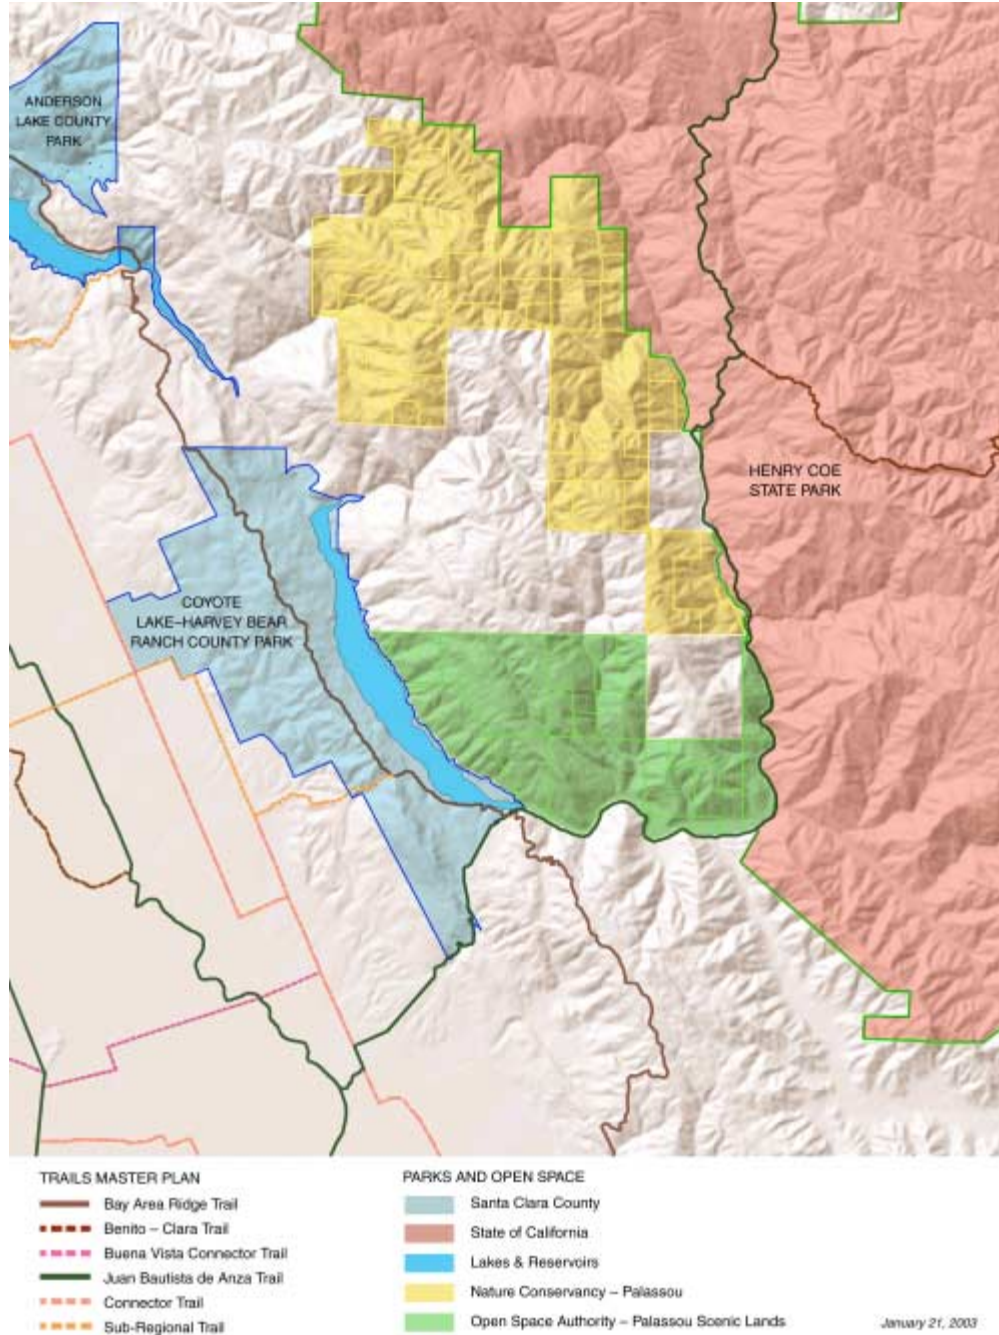 ANDERSON
LAKE COUNTY
PARK
HENRY COE
STATE PARK
COYOTE
LAKE–HARVEY BEAR
RANCH COUNTY PARK
TRAILS MASTER PLAN
Bay Area Ridge Trail
Benito – Clara Trail
Buena Vista Connector Trail
Juan Bautista de Anza Trail
Connector Trail
Sub-Regional Trail
PARKS AND OPEN SPACE
Santa Clara County
State of California
Lakes & Reservoirs
Nature Conservancy – Palassou
Open Space Authority – Palassou Scenic Lands
January 21, 2003